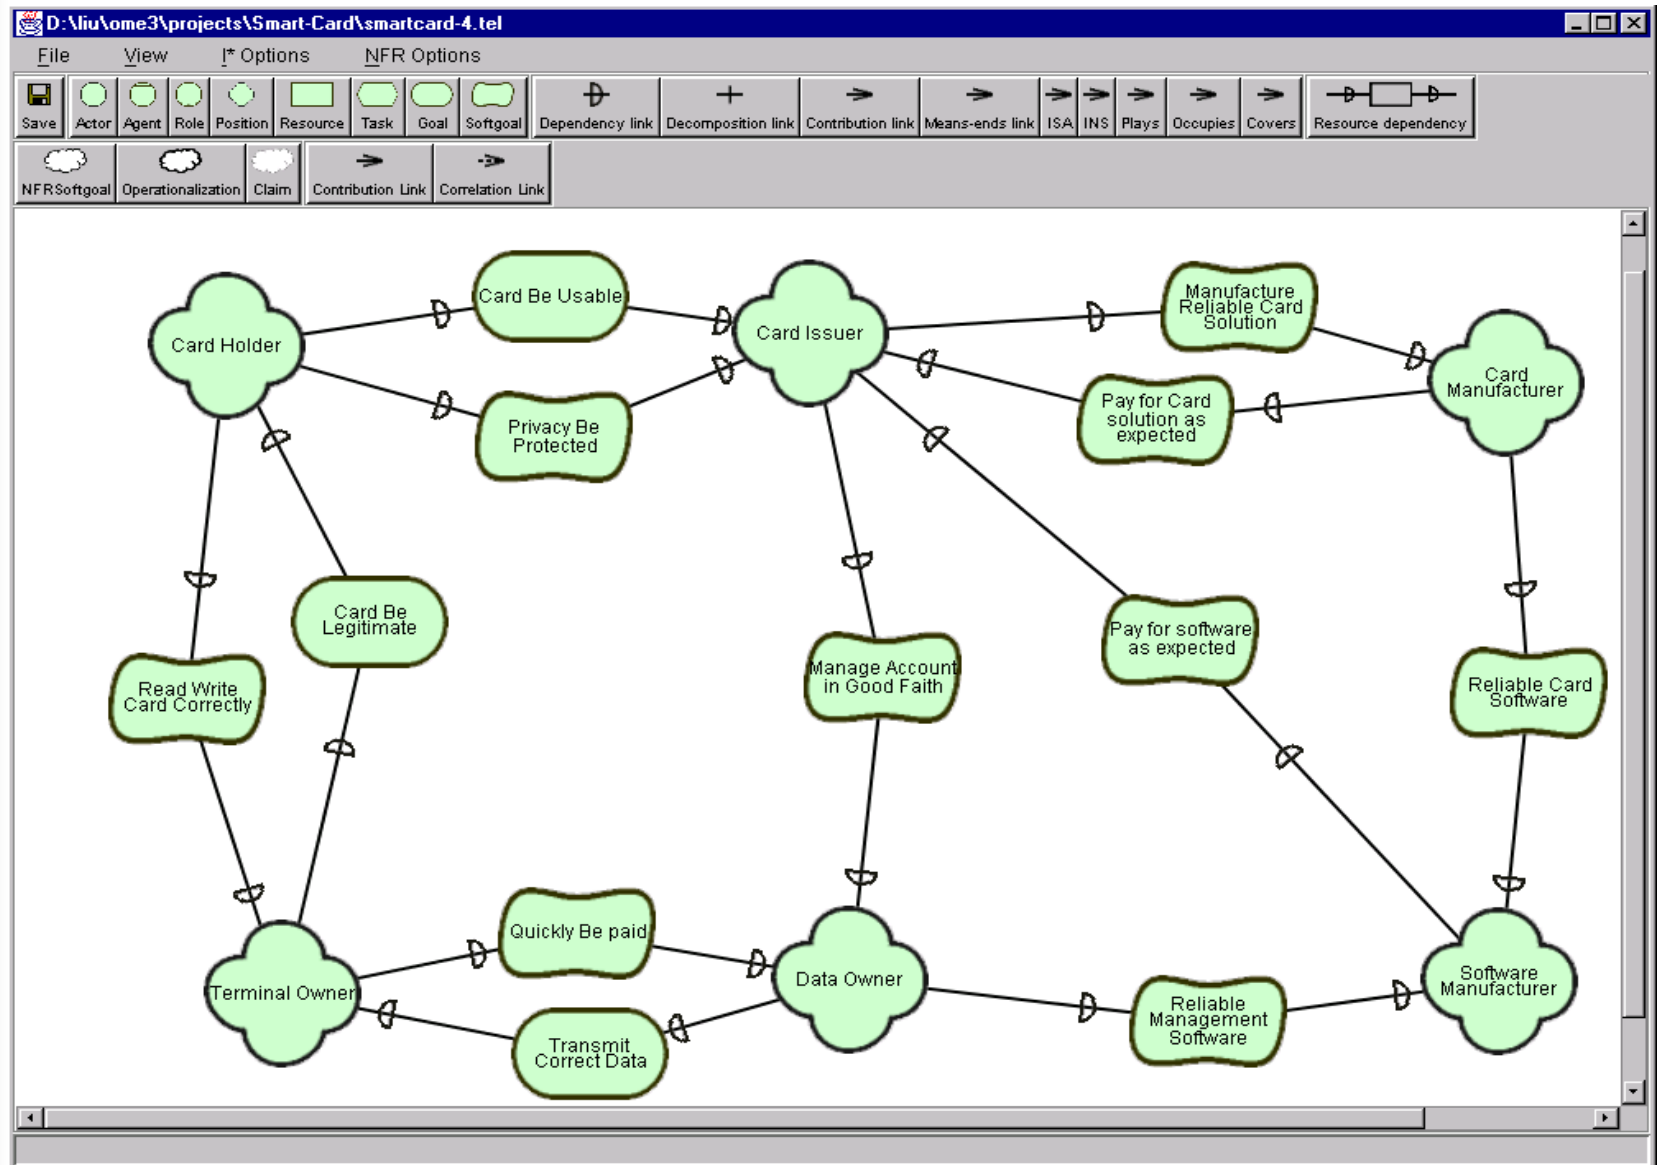 D:\liu\ome3\projects\Smart-Card\smartcard-4.tel
File View I* Options NFR Options
Save Actor Agent Role Position Resource Task Goal Softgoal Dependency link Decomposition link Contribution link Means-ends link ISA INS Plays Occupies Covers Resource dependency
NFRSoftgoal Operationalization Claim Contribution Link Correlation Link
Card Holder
Card Be Usable
Privacy Be
Protected
Card Issuer
Manufacture
Reliable Card
Solution
Pay for Card
solution as
expected
Card
Manufacturer
Card Be
Legitimate
Read Write
Card Correctly
Manage Account
in Good Faith
Pay for software
as expected
Reliable Card
Software
Terminal Owner
Quickly Be paid
Transmit
Correct Data
Data Owner
Reliable
Management
Software
Software
Manufacturer